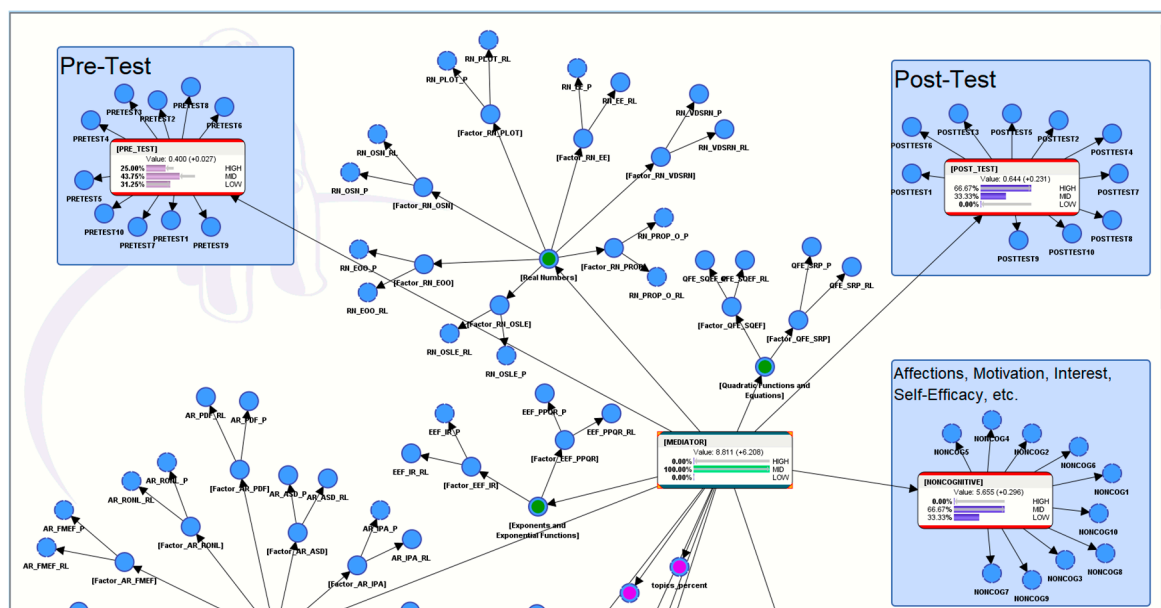 Pre-Test
PRETEST3
PRETEST2
PRETEST8
PRETEST6
PRETEST4
[PRE_TEST]
Value: 0.400 (+0.027)
25.00% HIGH
43.75% MID
31.25% LOW
PRETEST5
PRETEST10
PRETEST7
PRETEST1
PRETEST9
RN_PLOT_RL
RN_PLOT_P
[Factor_RN_PLOT]
RN_EE_P
RN_EE_RL
[Factor_RN_EE]
RN_VDSRN_P
RN_VDSRN_RL
[Factor_RN_VDSRN]
RN_OSN_RL
RN_OSN_P
[Factor_RN_OSN]
RN_PROP_O_P
[Factor_RN_PROP]
RN_PROP_O_RL
RN_EOO_P
[Factor_RN_EOO]
RN_EOO_RL
[Real Numbers]
[Factor_RN_OSLE]
RN_OSLE_RL
RN_OSLE_P
QFE_SQEF_P
QFE_SQEF_RL
QFE_SRP_P
QFE_SRP_RL
[Factor_QFE_SQEF]
[Factor_QFE_SRP]
[Quadratic Functions and
Equations]
Post-Test
POSTTEST3
POSTTEST5
POSTTEST2
POSTTEST6
POSTTEST4
[POST_TEST]
Value: 0.644 (+0.231)
66.67% HIGH
33.33% MID
0.00% LOW
POSTTEST1
POSTTEST7
POSTTEST8
POSTTEST9
POSTTEST10
Affections, Motivation, Interest,
Self-Efficacy, etc.
NONCOG4
NONCOG5
NONCOG2
NONCOG6
[NONCOGNITIVE]
Value: 5.655 (+0.296)
0.00% HIGH
66.67% MID
33.33% LOW
NONCOG1
NONCOG10
NONCOG8
NONCOG3
NONCOG7
NONCOG9
[MEDIATOR]
Value: 8.811 (+6.208)
0.00% HIGH
100.00% MID
0.00% LOW
EEF_PPQR_P
EEF_PPQR_RL
[Factor_EEF_PPQR]
EEF_IR_P
EEF_IR_RL
[Factor_EEF_IR]
[Exponents and
Exponential Functions]
topics_percent
AR_PDF_RL
AR_PDF_P
[Factor_AR_PDF]
AR_RONL_P
AR_RONL_RL
[Factor_AR_RONL]
AR_ASD_P
AR_ASD_RL
[Factor_AR_ASD]
AR_FMEF_P
AR_FMEF_RL
[Factor_AR_FMEF]
AR_IPA_P
AR_IPA_RL
[Factor_AR_IPA]